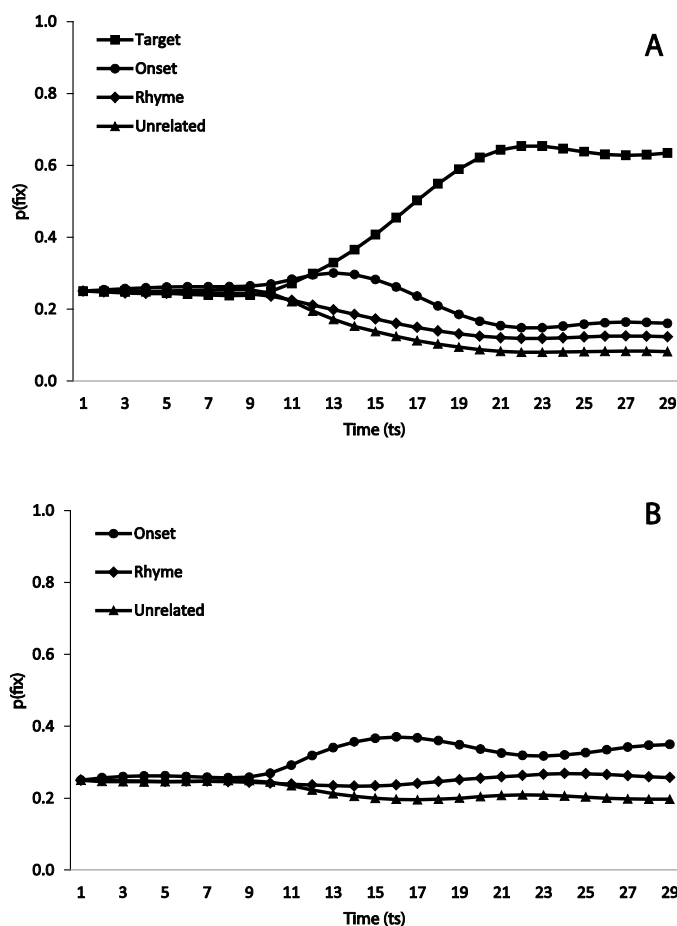 A
1.0
0.8
0.6
0.4
0.2
0.0
p(fix)
Target
Onset
Rhyme
Unrelated
1 3 5 7 9 11 13 15 17 19 21 23 25 27 29
Time (ts)
B
1.0
0.8
0.6
0.4
0.2
0.0
p(fix)
Onset
Rhyme
Unrelated
1 3 5 7 9 11 13 15 17 19 21 23 25 27 29
Time (ts)